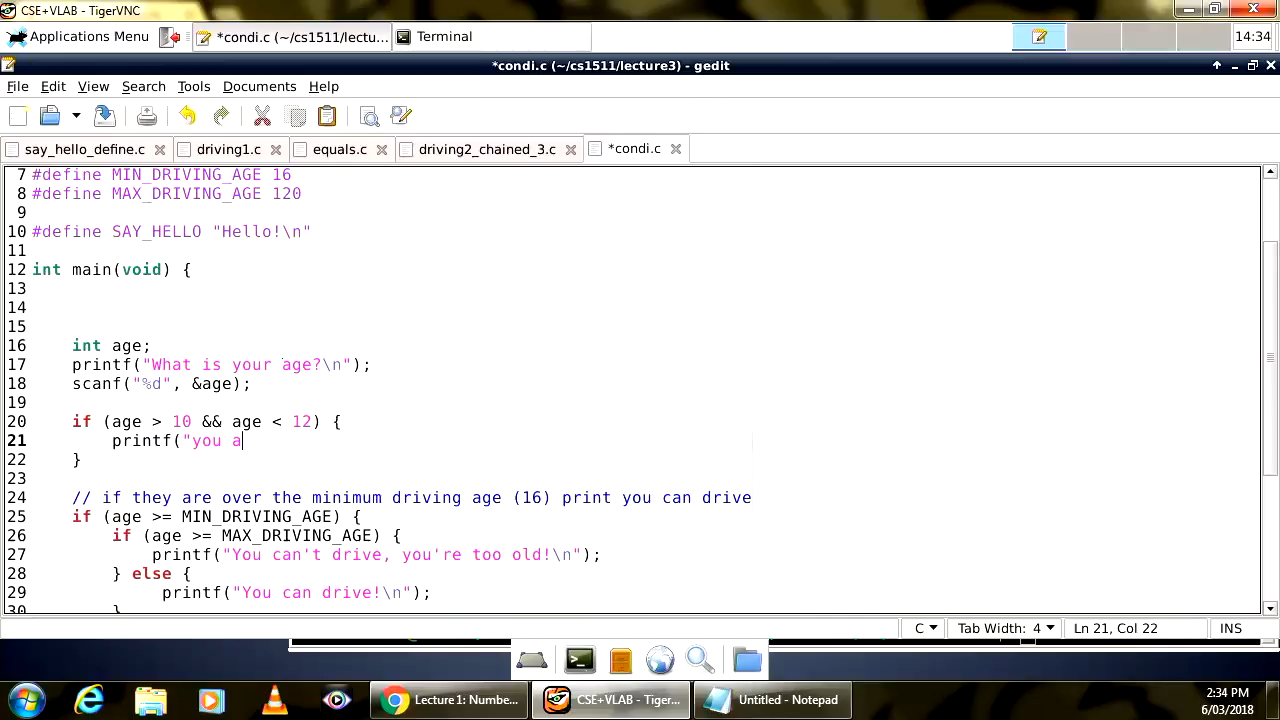 CSE+VLAB - TigerVNC
Applications Menu
*condi.c (~/cs1511/lectu...
Terminal
14:34
*condi.c (~/cs1511/lecture3) - gedit
File Edit View Search Tools Documents Help
say_hello_define.c
driving1.c
equals.c
driving2_chained_3.c
*condi.c
7 #define MIN_DRIVING_AGE 16
8 #define MAX_DRIVING_AGE 120
9
10 #define SAY_HELLO "Hello!\n"
11
12 int main(void) {
13
14
15
16 int age;
17 printf("What is your age?\n");
18 scanf("%d", &age);
19
20 if (age > 10 && age < 12) {
21 printf("you a
22 }
23
24 // if they are over the minimum driving age (16) print you can drive
25 if (age >= MIN_DRIVING_AGE) {
26 if (age >= MAX_DRIVING_AGE) {
27 printf("You can't drive, you're too old!\n");
28 } else {
29 printf("You can drive!\n");
30 }
C Tab Width: 4 Ln 21, Col 22 INS
Lecture 1: Numbe...
CSE+VLAB - Tiger...
Untitled - Notepad
2:34 PM
6/03/2018